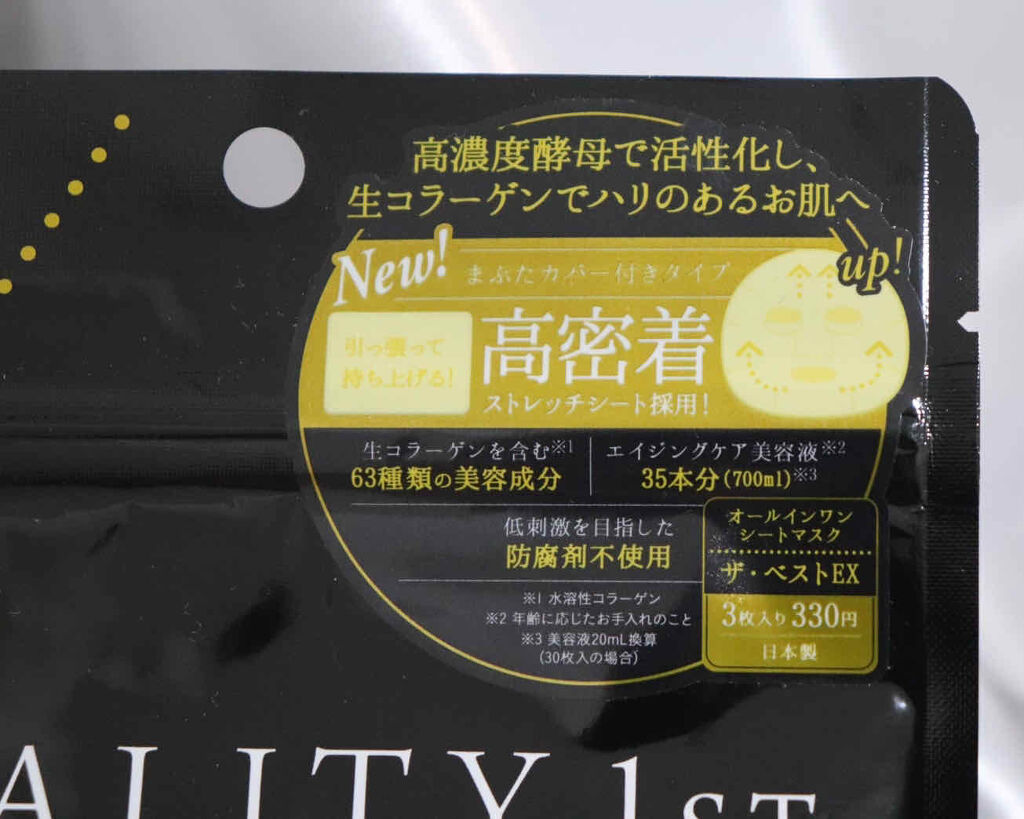 高濃度酵母で活性化し、
生コラーゲンでハリのあるお肌へ
New!
up!
まぶたカバー付きタイプ
引っ張って
持ち上げる!
高密着
ストレッチシート採用!
生コラーゲンを含む※1
63種類の美容成分
エイジングケア美容液※2
35本分(700ml)※3
低刺激を目指した
防腐剤不使用
※1 水溶性コラーゲン
※2 年齢に応じたお手入れのこと
※3 美容液20mL換算
(30枚入の場合)
オールインワン
シートマスク
ザ・ベストEX
3枚入り 330円
日本製
ALITY 1ST